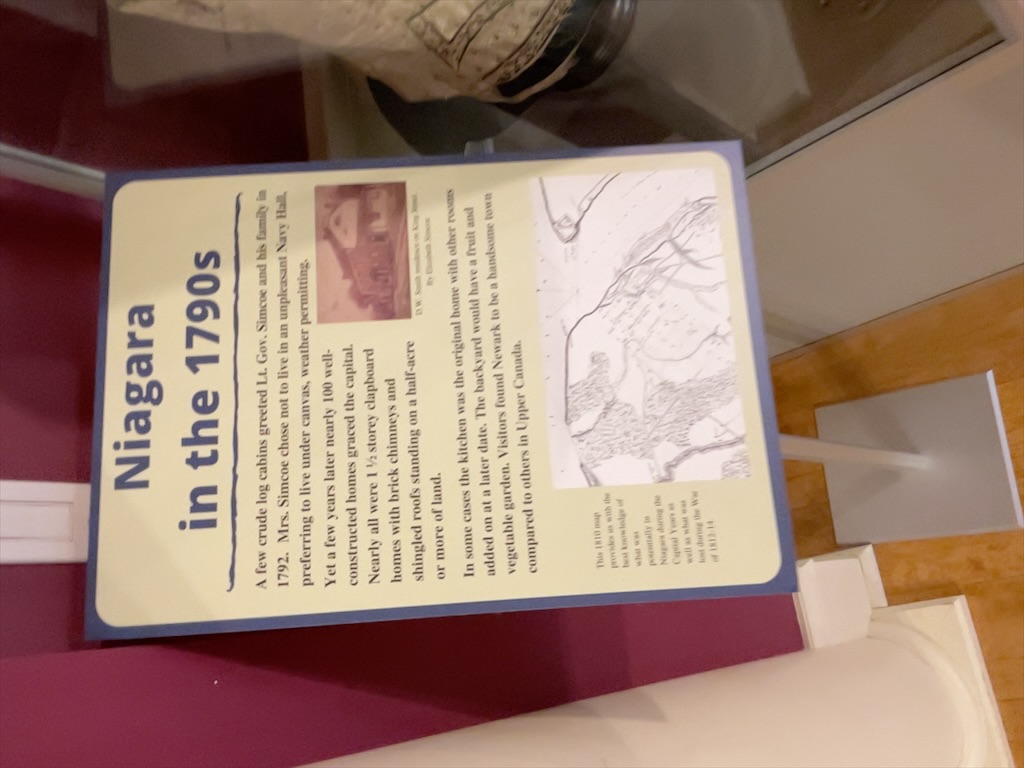 Niagara
in the 1790s
A few crude log cabins greeted Lt. Gov. Simcoe and his family in
1792. Mrs. Simcoe chose not to live in an unpleasant Navy Hall,
preferring to live under canvas, weather permitting.
Yet a few years later nearly 100 well-
constructed homes graced the capital.
Nearly all were 1 ½ storey clapboard
homes with brick chimneys and
shingled roofs standing on a half-acre
or more of land.
D.W. Smith residence on King Street.
By Elizabeth Simcoe
In some cases the kitchen was the original home with other rooms
added on at a later date. The backyard would have a fruit and
vegetable garden. Visitors found Newark to be a handsome town
compared to others in Upper Canada.
This 1810 map
provides us with the
best knowledge of
what was
potentially in
Niagara during the
Capital Years as
well as what was
lost during the War
of 1812-14